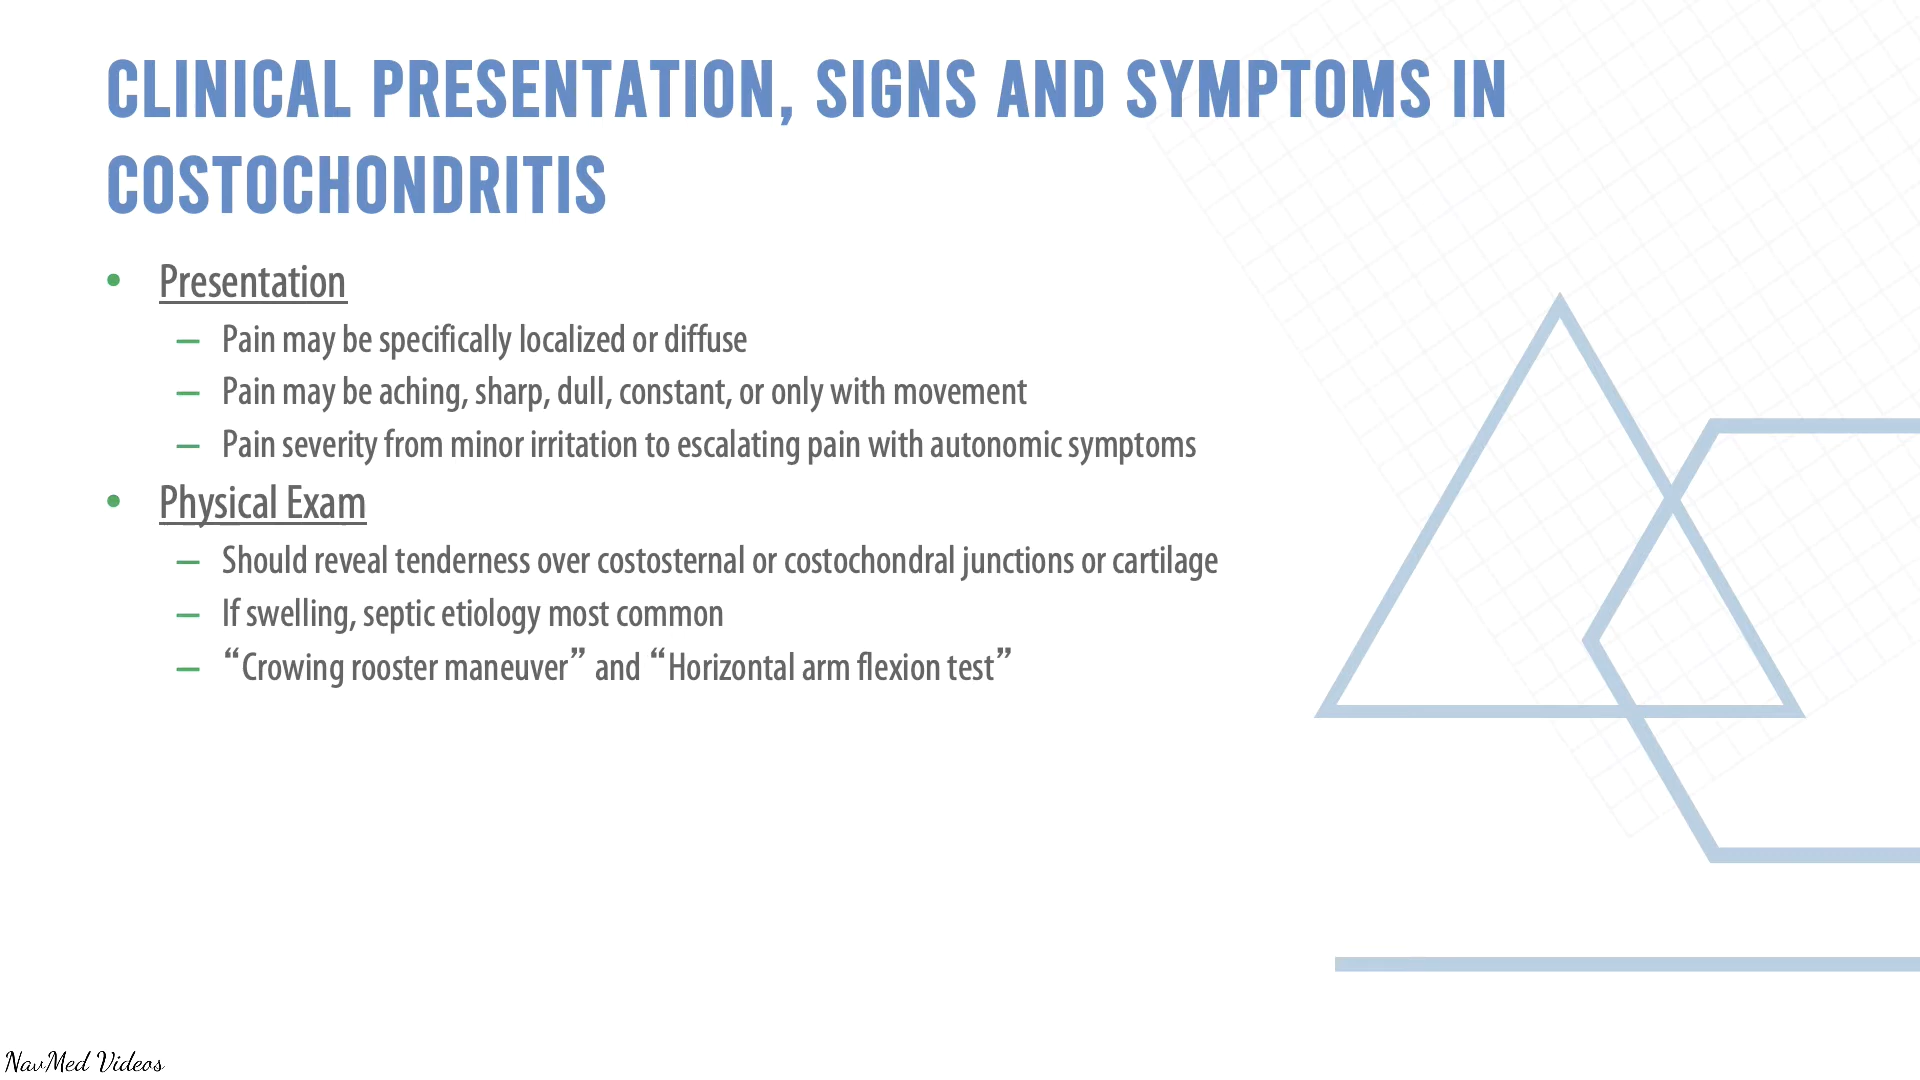 CLINICAL PRESENTATION, SIGNS AND SYMPTOMS IN
COSTOCHONDRITIS
• Presentation
– Pain may be specifically localized or diffuse
– Pain may be aching, sharp, dull, constant, or only with movement
– Pain severity from minor irritation to escalating pain with autonomic symptoms
• Physical Exam
– Should reveal tenderness over costosternal or costochondral junctions or cartilage
– If swelling, septic etiology most common
– “Crowing rooster maneuver” and “Horizontal arm flexion test”
NavMed Videos